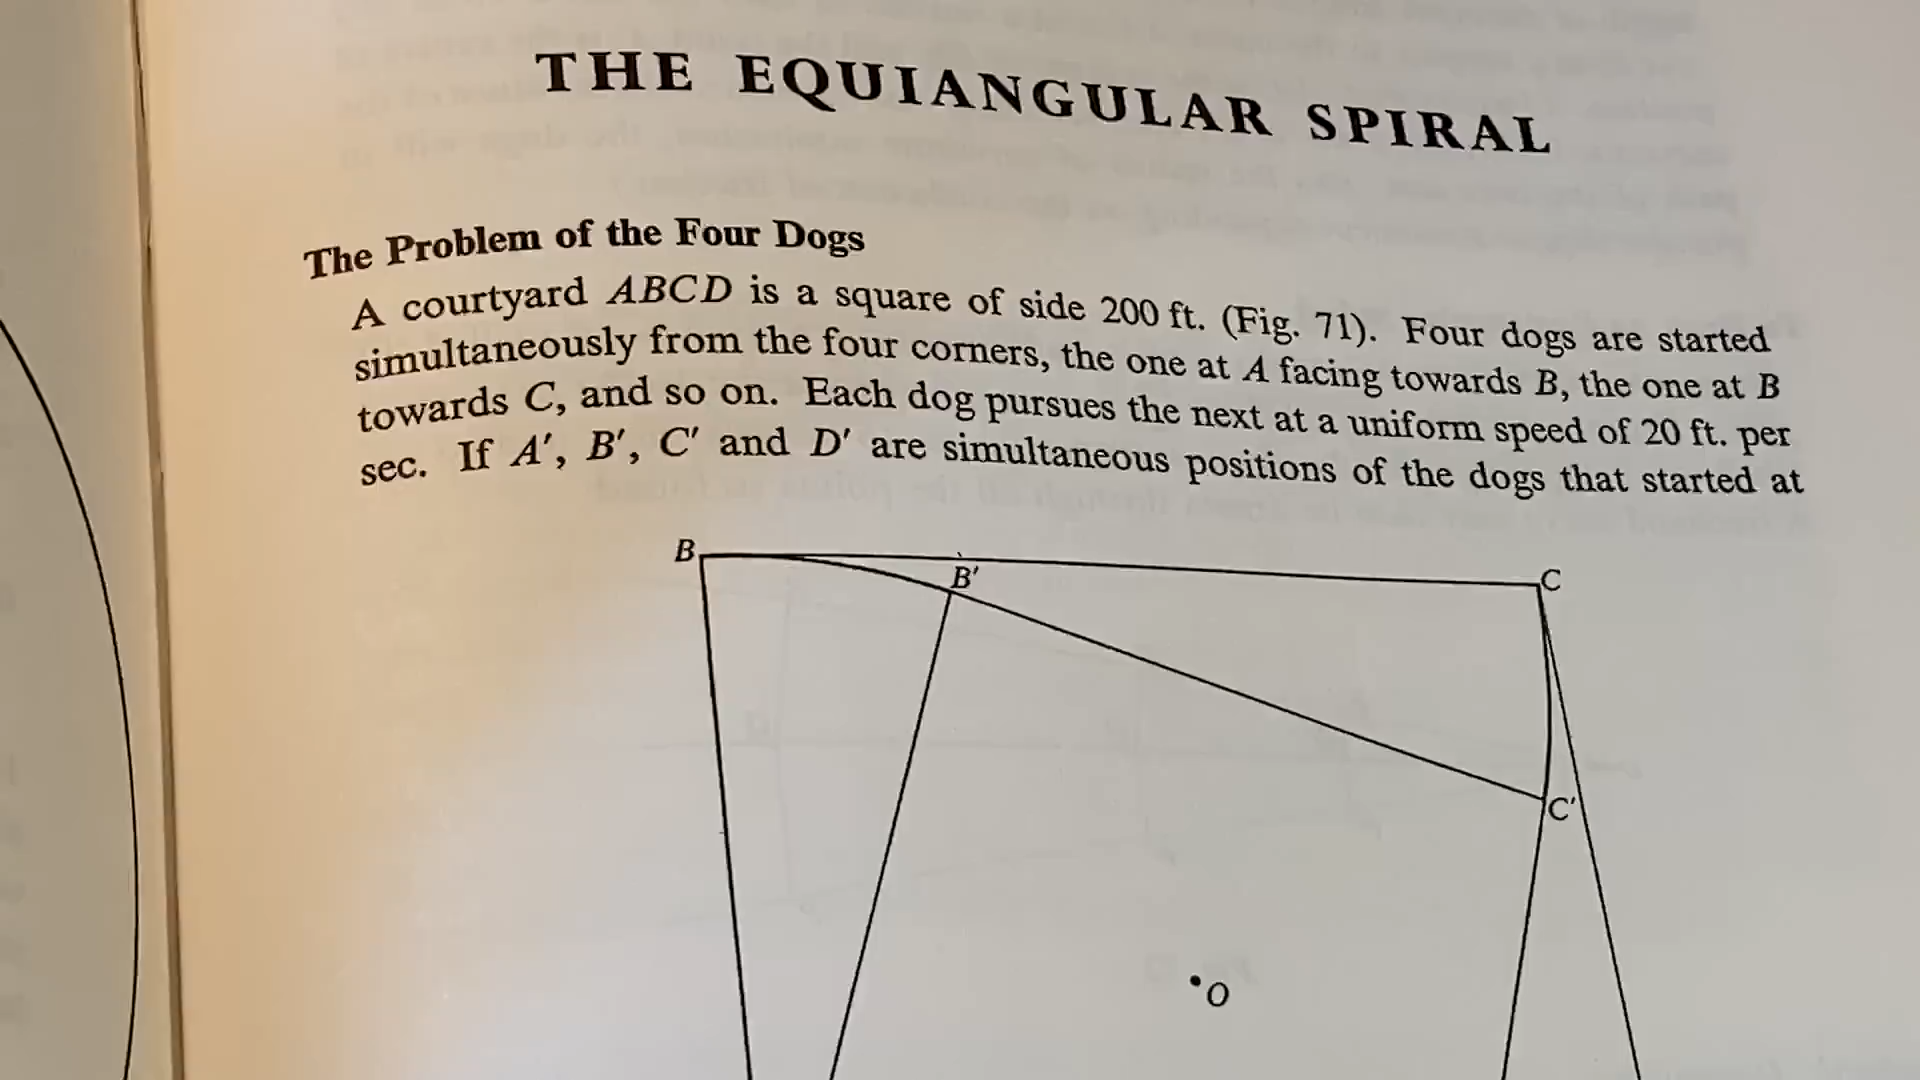 THE EQUIANGULAR SPIRAL
The Problem of the Four Dogs
A courtyard ABCD is a square of side 200 ft. (Fig. 71). Four dogs are started
simultaneously from the four corners, the one at A facing towards B, the one at B
towards C, and so on. Each dog pursues the next at a uniform speed of 20 ft. per
sec. If A′, B′, C′ and D′ are simultaneous positions of the dogs that started at
B
B′
C
C′
O